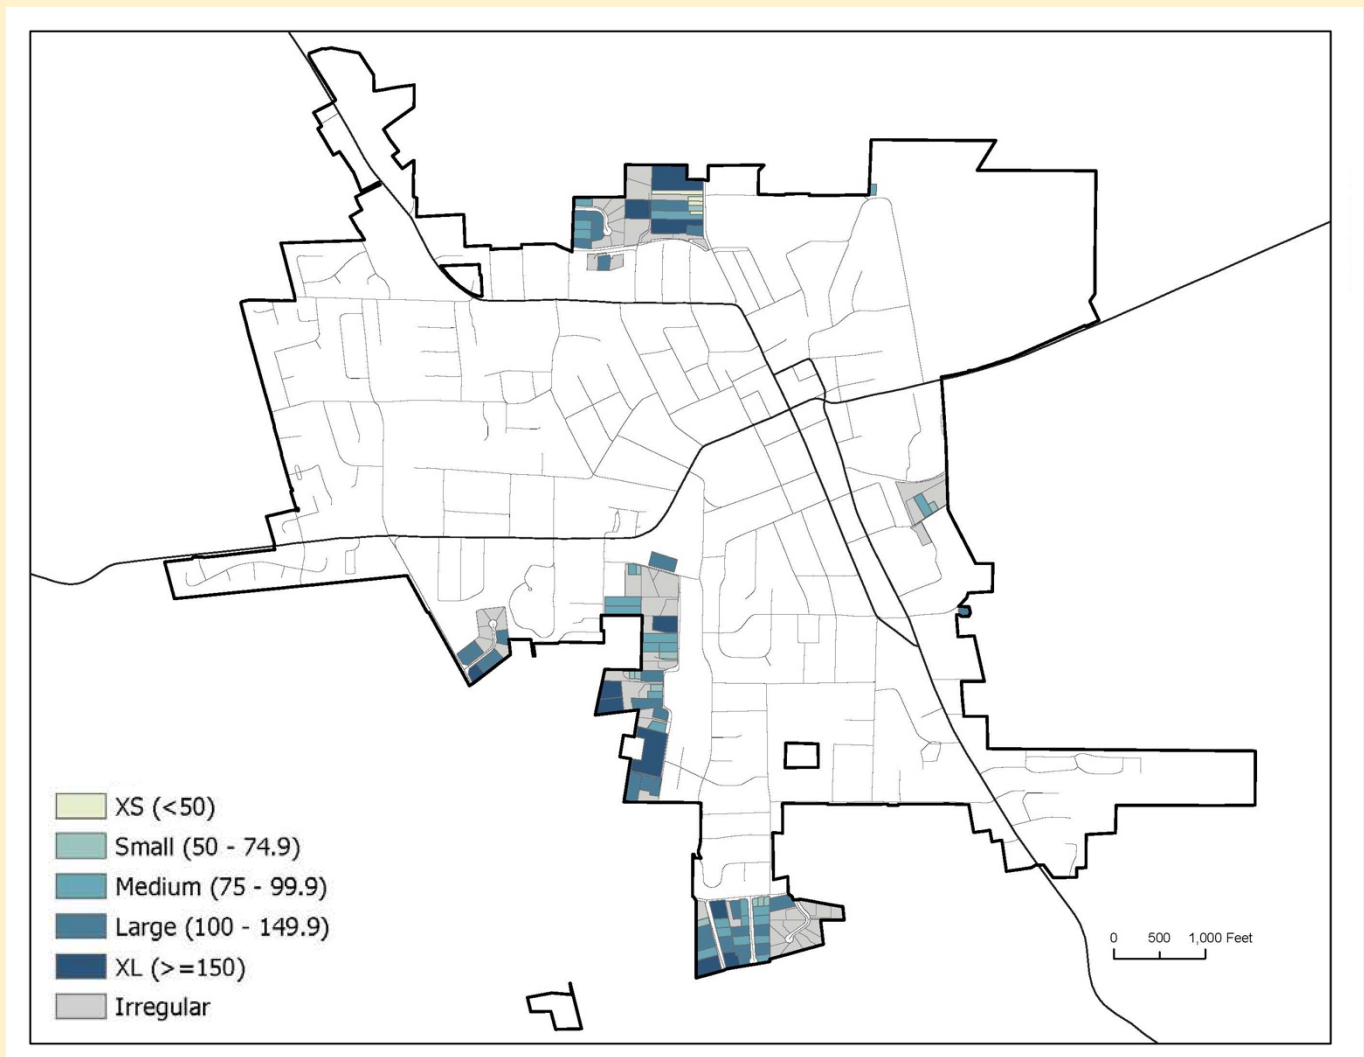 XS (<50)
Small (50 - 74.9)
Medium (75 - 99.9)
Large (100 - 149.9)
XL (>=150)
Irregular
0 500 1,000 Feet